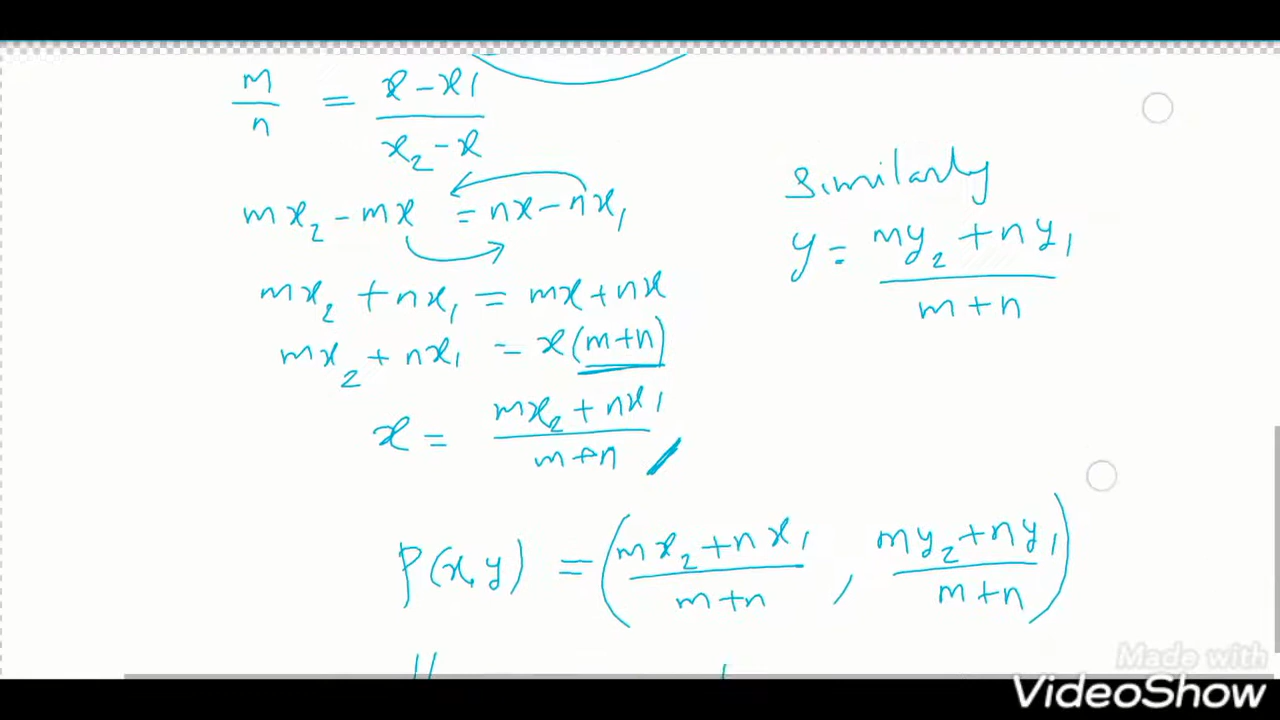 m/n = x - x₁ / x₂ - x
mx₂ - mx = nx - nx₁
mx₂ + nx₁ = mx + nx
mx₂ + nx₁ = x(m+n)
x = mx₂ + nx₁ / m+n
Similarly
y = my₂ + ny₁ / m+n
P(x,y) = (mx₂ + nx₁ / m+n , my₂ + ny₁ / m+n)
Made with
VideoShow